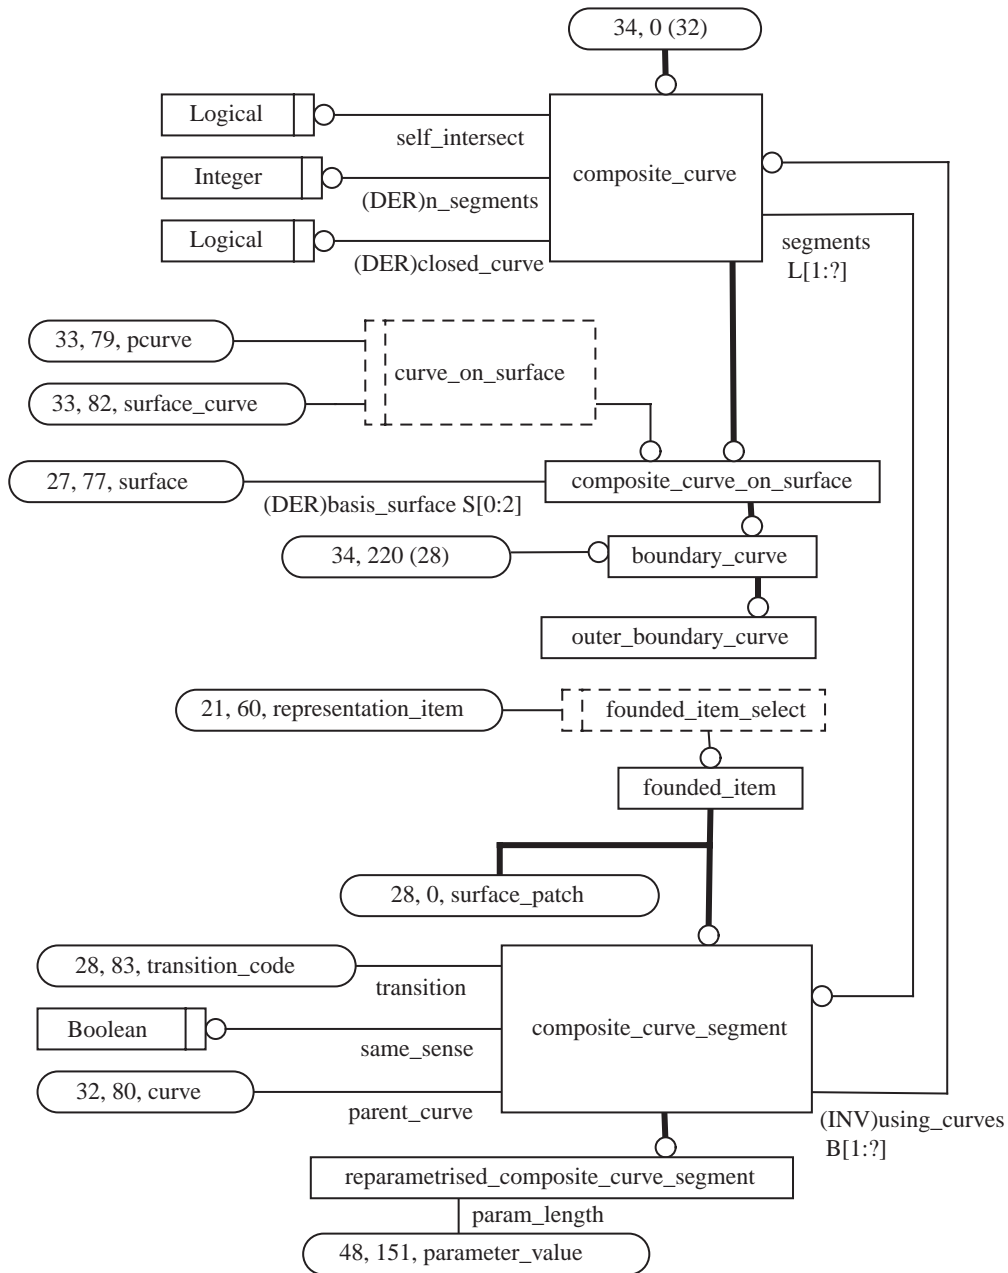 34, 0 (32)
Logical
self_intersect
composite_curve
Integer
(DER)n_segments
Logical
(DER)closed_curve
segments
L[1:?]
33, 79, pcurve
curve_on_surface
33, 82, surface_curve
27, 77, surface
(DER)basis_surface S[0:2]
composite_curve_on_surface
34, 220 (28)
boundary_curve
outer_boundary_curve
21, 60, representation_item
founded_item_select
founded_item
28, 0, surface_patch
28, 83, transition_code
transition
Boolean
same_sense
composite_curve_segment
32, 80, curve
parent_curve
(INV)using_curves
B[1:?]
reparametrised_composite_curve_segment
param_length
48, 151, parameter_value